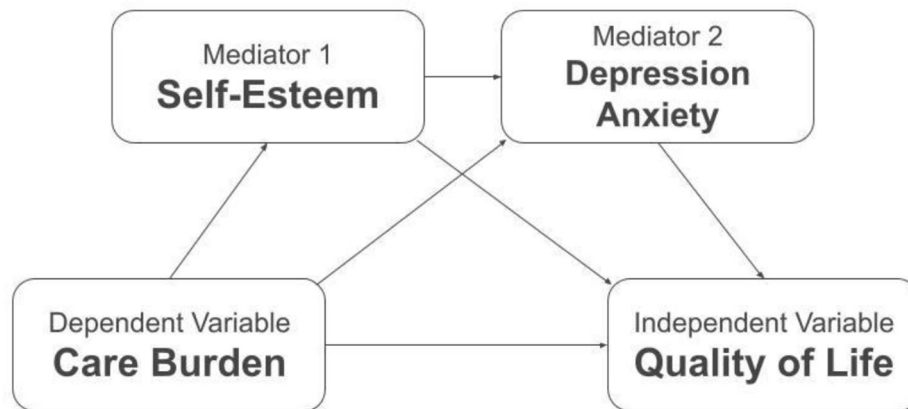 Mediator 1
Self-Esteem
Mediator 2
Depression
Anxiety
Dependent Variable
Care Burden
Independent Variable
Quality of Life